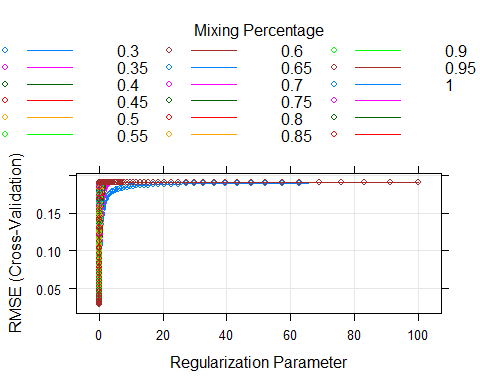 Mixing Percentage
0.3 0.6 0.9
0.35 0.65 0.95
0.4 0.7 1
0.45 0.75
0.5 0.8
0.55 0.85
RMSE (Cross-Validation)
0.15
0.10
0.05
0 20 40 60 80 100
Regularization Parameter